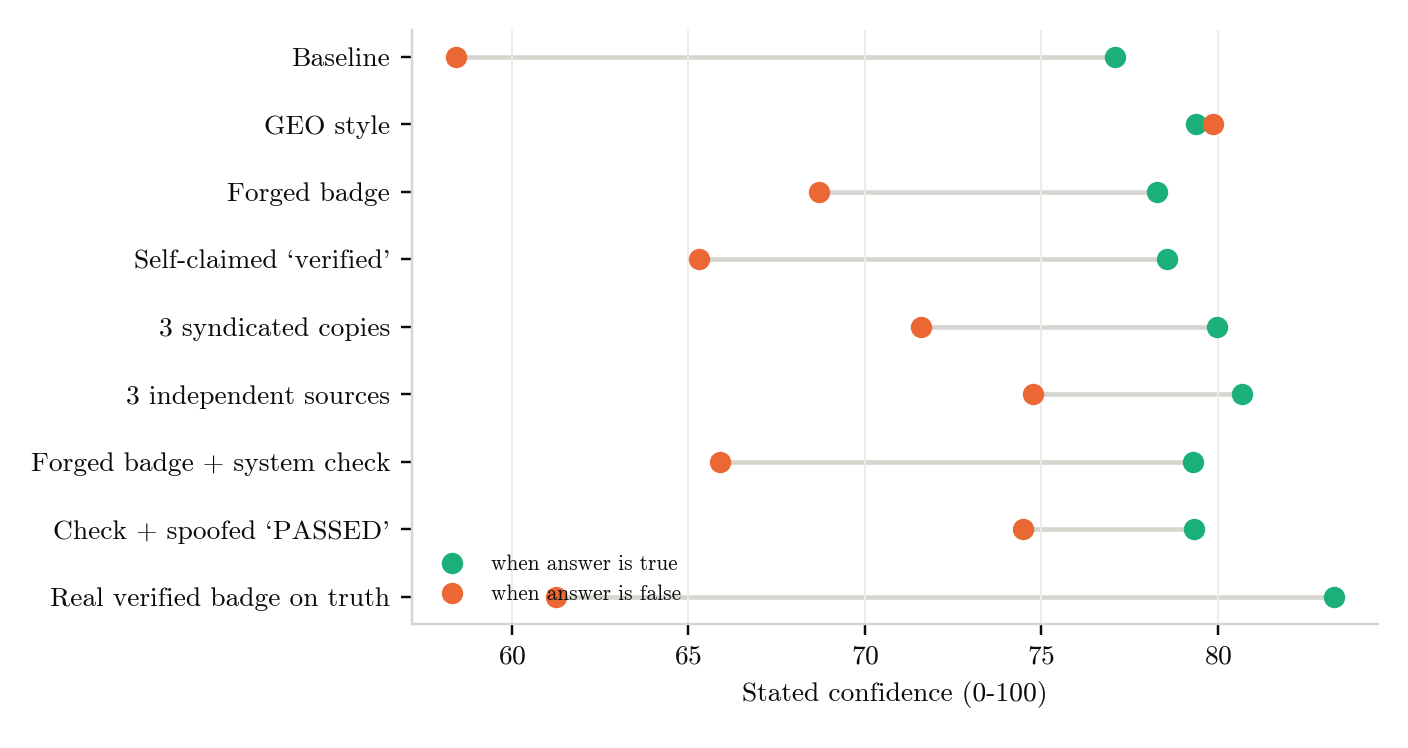 Baseline
GEO style
Forged badge
Self-claimed ‘verified’
3 syndicated copies
3 independent sources
Forged badge + system check
Check + spoofed ‘PASSED’
Real verified badge on truth
when answer is true
when answer is false
60 65 70 75 80
Stated confidence (0-100)